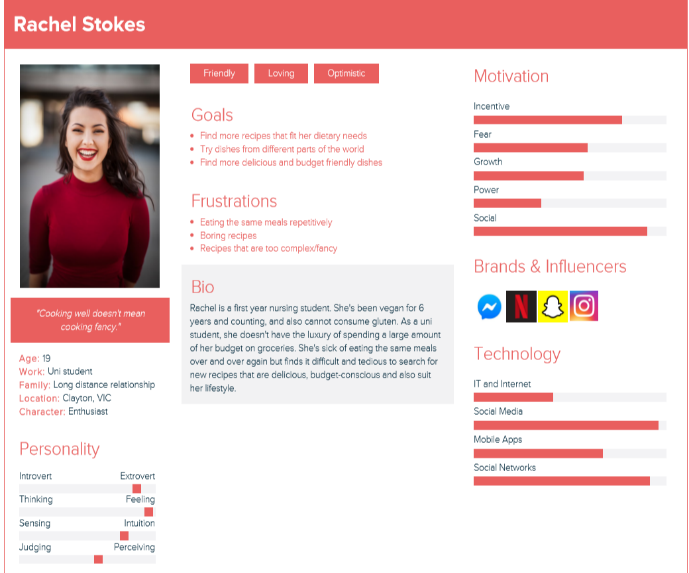 Rachel Stokes
"Cooking well doesn't mean
cooking fancy."
Age: 19
Work: Uni student
Family: Long distance relationship
Location: Clayton, VIC
Character: Enthusiast
Personality
Introvert Extrovert
Thinking Feeling
Sensing Intuition
Judging Perceiving
Friendly Loving Optimistic
Goals
Find more recipes that fit her dietary needs
Try dishes from different parts of the world
Find more delicious and budget friendly dishes
Frustrations
Eating the same meals repetitively
Boring recipes
Recipes that are too complex/fancy
Bio
Rachel is a first year nursing student. She's been vegan for 6
years and counting, and also cannot consume gluten. As a uni
student, she doesn't have the luxury of spending a large amount
of her budget on groceries. She's sick of eating the same meals
over and over again but finds it difficult and tedious to search for
new recipes that are delicious, budget-conscious and also suit
her lifestyle.
Motivation
Incentive
Fear
Growth
Power
Social
Brands & Influencers
N
Technology
IT and Internet
Social Media
Mobile Apps
Social Networks